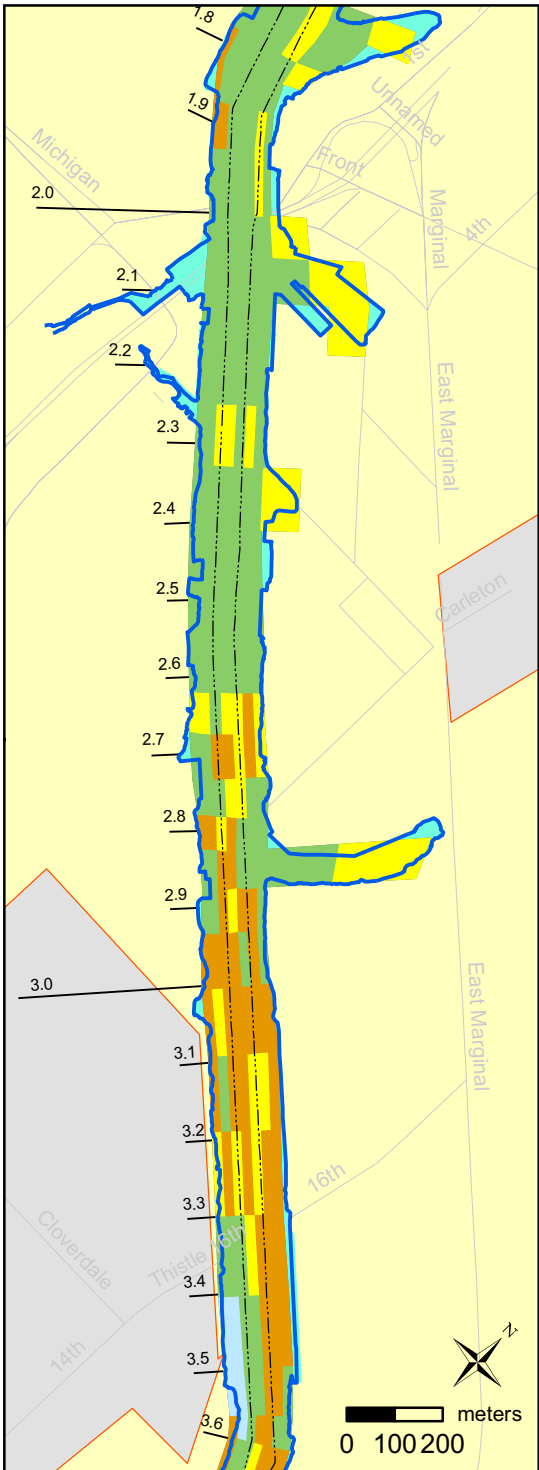 1.8
1st
1.9
Unnamed
Michigan
Front
2.0
Marginal
4th
2.1
2.2
East Marginal
2.3
2.4
2.5
Carleton
2.6
2.7
2.8
2.9
East Marginal
3.0
3.1
3.2
16th
3.3
Cloverdale
Thistle 16th
3.4
14th
N
3.5
3.6
meters
0 100 200